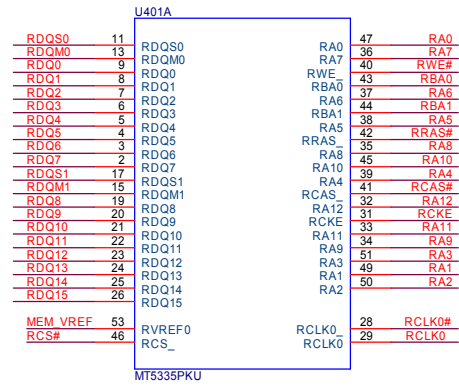 U401A
RDQS0 11 RDQS0 RA0 47 RA0
RDQM0 13 RDQM0 RA7 36 RA7
RDQ0 9 RDQ0 RWE_ 40 RWE#
RDQ1 8 RDQ1 RBA0 43 RBA0
RDQ2 7 RDQ2 RA6 37 RA6
RDQ3 6 RDQ3 RBA1 44 RBA1
RDQ4 5 RDQ4 RA5 38 RA5
RDQ5 4 RDQ5 RRAS_ 42 RRAS#
RDQ6 3 RDQ6 RA8 35 RA8
RDQ7 2 RDQ7 RA10 45 RA10
RDQS1 17 RDQS1 RA4 39 RA4
RDQM1 15 RDQM1 RCAS_ 41 RCAS#
RDQ8 19 RDQ8 RA12 32 RA12
RDQ9 20 RDQ9 RCKE 31 RCKE
RDQ10 21 RDQ10 RA11 33 RA11
RDQ11 22 RDQ11 RA9 34 RA9
RDQ12 23 RDQ12 RA3 51 RA3
RDQ13 24 RDQ13 RA1 49 RA1
RDQ14 25 RDQ14 RA2 50 RA2
RDQ15 26 RDQ15
MEM_VREF 53 RVREF0 RCLK0_ 28 RCLK0#
RCS# 46 RCS_ RCLK0 29 RCLK0
MT5335PKU